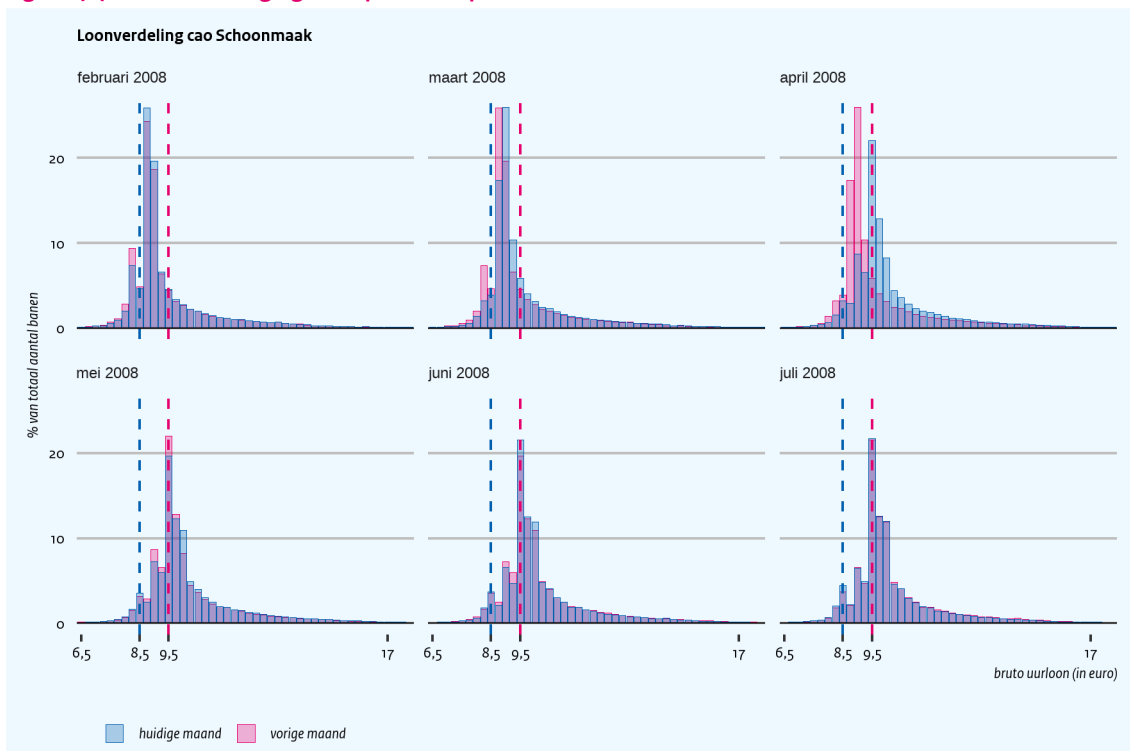 Loonverdeling cao Schoonmaak
februari 2008
maart 2008
april 2008
20
10
0
% van totaal aantal banen
mei 2008
juni 2008
juli 2008
20
10
0
6,5 8,5 9,5 17
6,5 8,5 9,5 17
6,5 8,5 9,5 17
bruto uurloon (in euro)
huidige maand
vorige maand